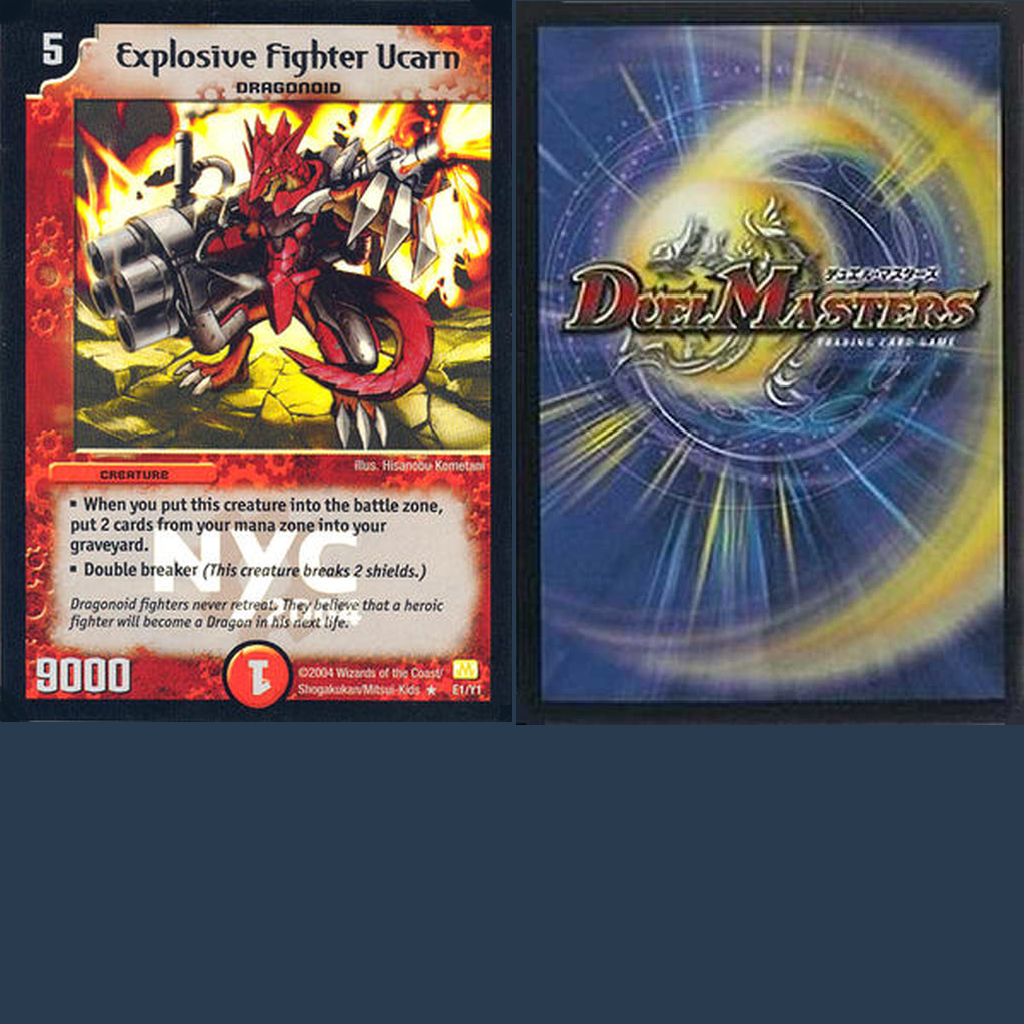 5
Explosive Fighter Ucarn
DRAGONOID
illus. Hisanobu Kometani
CREATURE
▪ When you put this creature into the battle zone,
put 2 cards from your mana zone into your
graveyard.
▪ Double breaker (This creature breaks 2 shields.)
NYC
Dragonoid fighters never retreat. They believe that a heroic
fighter will become a Dragon in his next life.
9000
1
©2004 Wizards of the Coast/
Shogakukan/Mitsui-Kids ★
E1/Y1
デュエル・マスターズ
DUEL MASTERS
TRADING CARD GAME